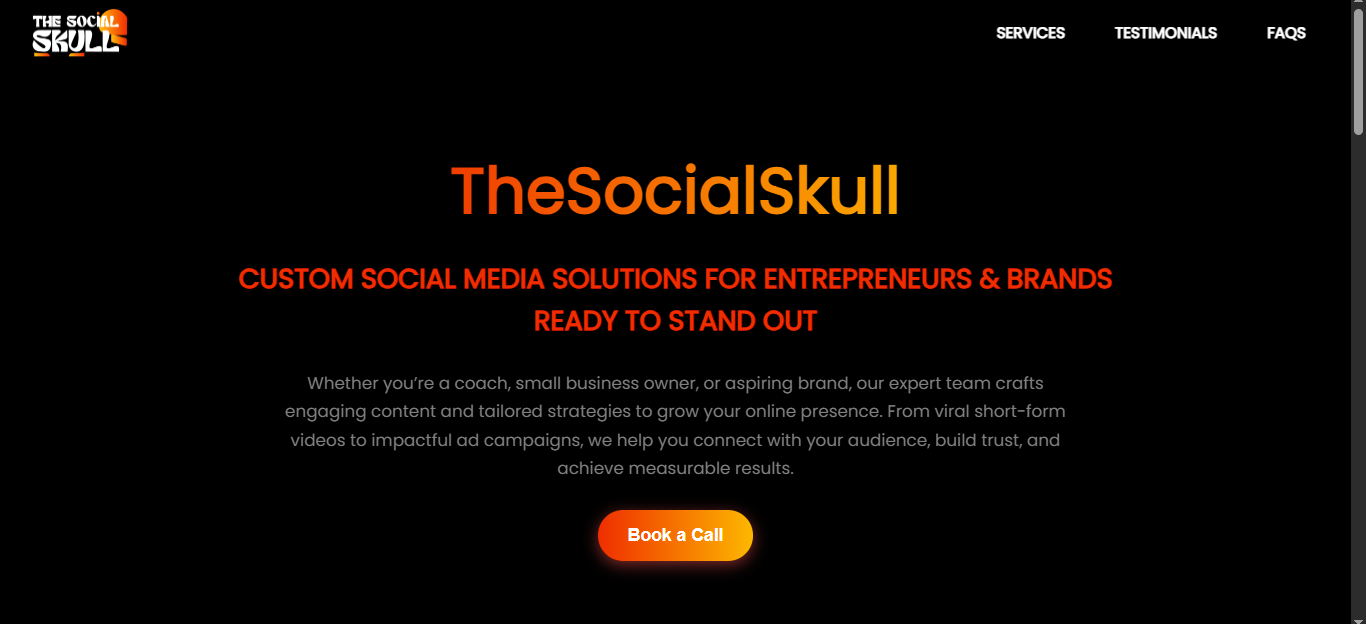 THE SOCIAL
SKULL
SERVICES
TESTIMONIALS
FAQS
TheSocialSkull
CUSTOM SOCIAL MEDIA SOLUTIONS FOR ENTREPRENEURS & BRANDS
READY TO STAND OUT
Whether you’re a coach, small business owner, or aspiring brand, our expert team crafts
engaging content and tailored strategies to grow your online presence. From viral short-form
videos to impactful ad campaigns, we help you connect with your audience, build trust, and
achieve measurable results.
Book a Call